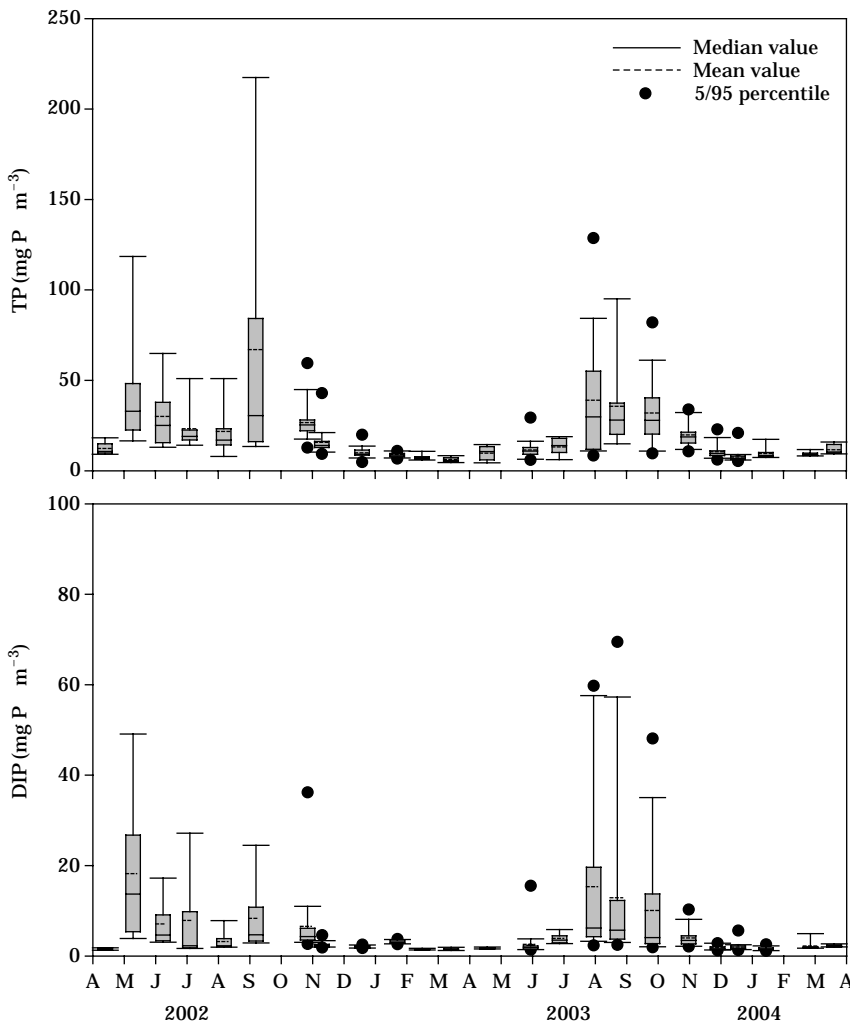 250
200
150
100
50
0
TP (mg P m⁻³)
Median value
Mean value
5/95 percentile
100
80
60
40
20
0
DIP (mg P m⁻³)
A M J J A S O N D J F M A M J J A S O N D J F M A
2002 2003 2004